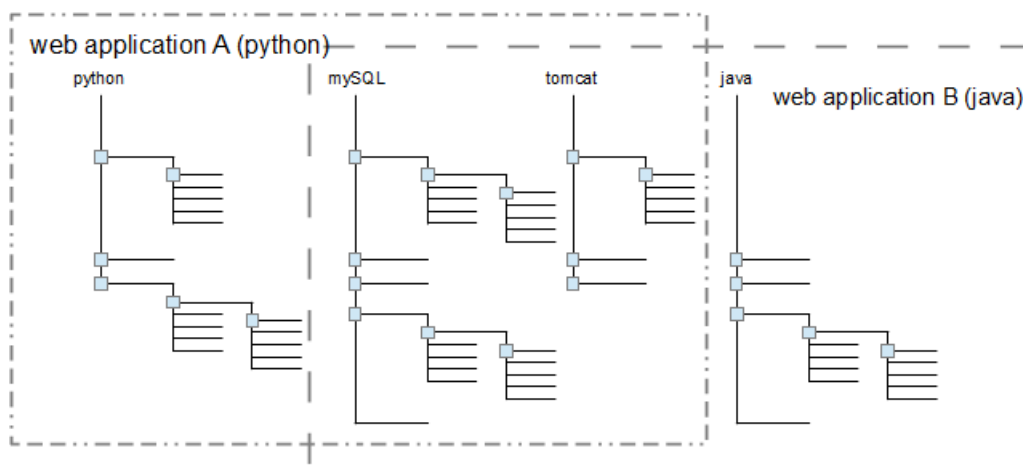 web application A (python)
python
mySQL
tomcat
java
web application B (java)